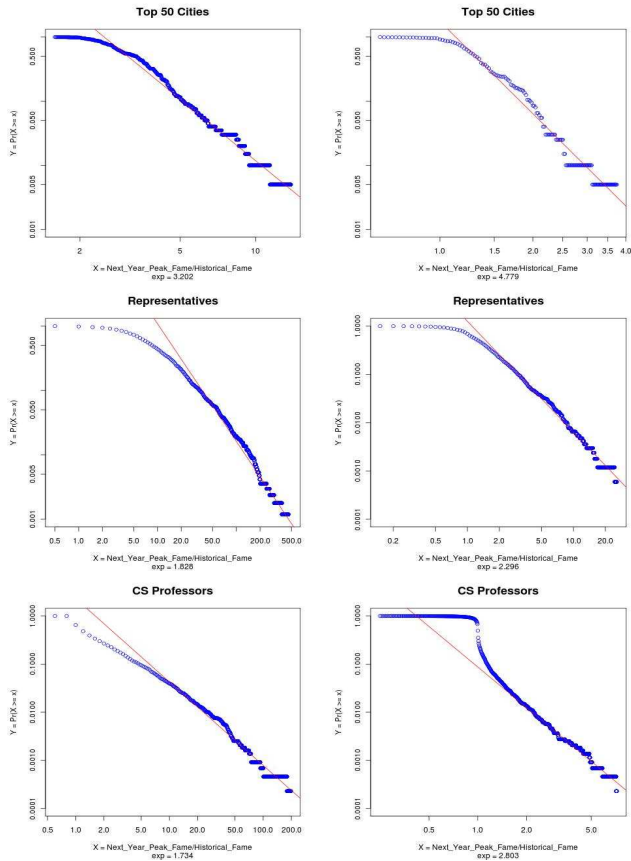 Top 50 Cities
Y = Pr(X >= x)
0.500
0.050
0.005
0.001
2
5
10
X = Next_Year_Peak_Fame/Historical_Fame
exp = 3.202
Top 50 Cities
Y = Pr(X >= x)
0.500
0.050
0.005
0.001
1.0
1.5
2.0
2.5
3.0
3.5
4.0
X = Next_Year_Peak_Fame/Historical_Fame
exp = 4.779
Representatives
Y = Pr(X >= x)
0.500
0.050
0.005
0.001
0.5
1.0
2.0
5.0
10.0
20.0
50.0
200.0
500.0
X = Next_Year_Peak_Fame/Historical_Fame
exp = 1.828
Representatives
Y = Pr(X >= x)
1.0000
0.1000
0.0100
0.0010
0.0001
0.2
0.5
1.0
2.0
5.0
10.0
20.0
X = Next_Year_Peak_Fame/Historical_Fame
exp = 2.296
CS Professors
Y = Pr(X >= x)
1.0000
0.1000
0.0100
0.0010
0.0001
0.5
1.0
2.0
5.0
10.0
20.0
50.0
100.0
200.0
X = Next_Year_Peak_Fame/Historical_Fame
exp = 1.734
CS Professors
Y = Pr(X >= x)
1.0000
0.1000
0.0100
0.0010
0.0001
0.5
1.0
2.0
5.0
X = Next_Year_Peak_Fame/Historical_Fame
exp = 2.803